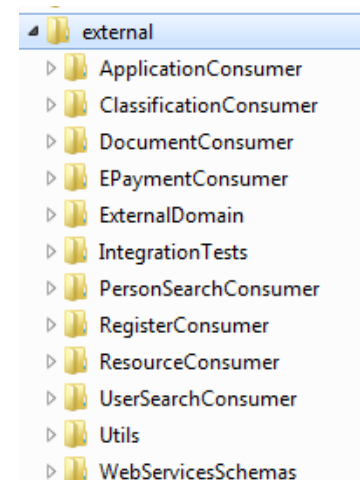 external
ApplicationConsumer
ClassificationConsumer
DocumentConsumer
EPaymentConsumer
ExternalDomain
IntegrationTests
PersonSearchConsumer
RegisterConsumer
ResourceConsumer
UserSearchConsumer
Utils
WebServicesSchemas